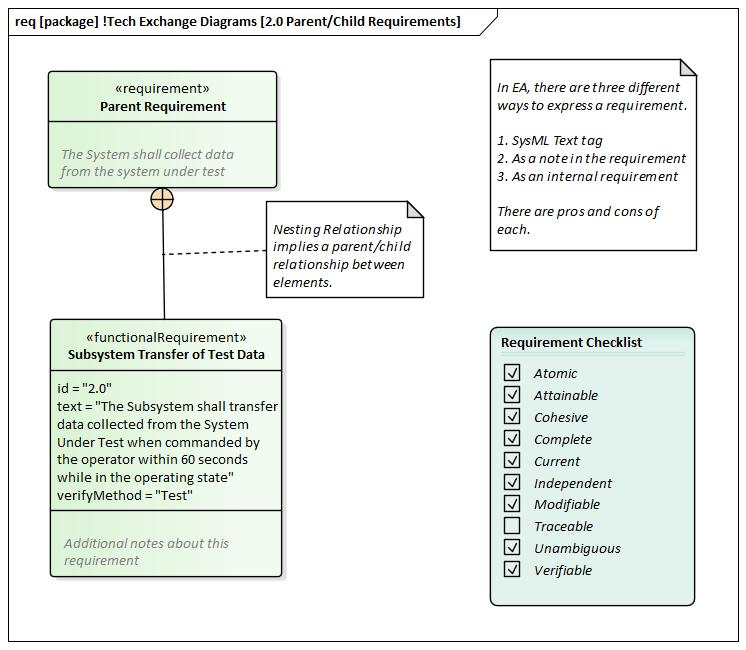 req [package] !Tech Exchange Diagrams [2.0 Parent/Child Requirements]
«requirement»
Parent Requirement
The System shall collect data
from the system under test
In EA, there are three different
ways to express a requirement.
1. SysML Text tag
2. As a note in the requirement
3. As an internal requirement
There are pros and cons of
each.
Nesting Relationship
implies a parent/child
relationship between
elements.
«functionalRequirement»
Subsystem Transfer of Test Data
id = "2.0"
text = "The Subsystem shall transfer
data collected from the System
Under Test when commanded by
the operator within 60 seconds
while in the operating state"
verifyMethod = "Test"
Additional notes about this
requirement
Requirement Checklist
Atomic
Attainable
Cohesive
Complete
Current
Independent
Modifiable
Traceable
Unambiguous
Verifiable